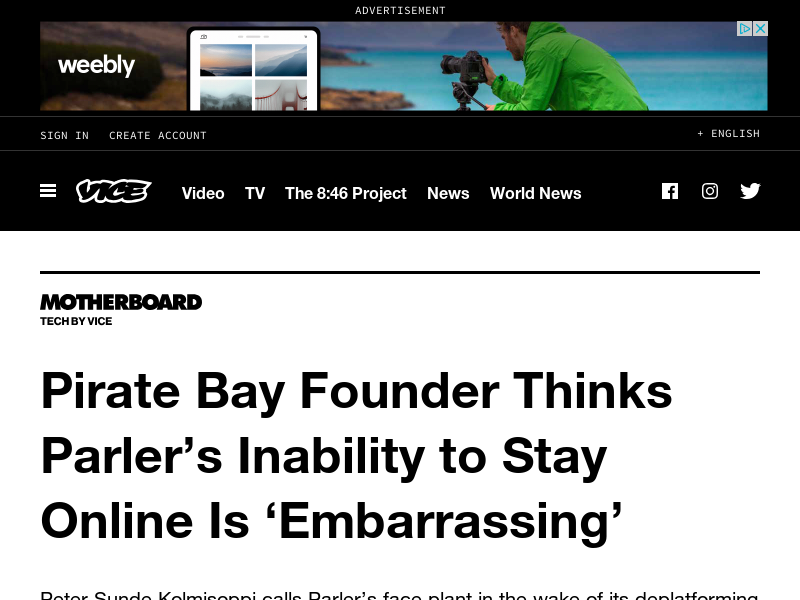 ADVERTISEMENT
weebly
SIGN IN CREATE ACCOUNT + ENGLISH
VICE Video TV The 8:46 Project News World News
MOTHERBOARD
TECH BY VICE
Pirate Bay Founder Thinks
Parler’s Inability to Stay
Online Is ‘Embarrassing’
Peter Sunde Kolmisoppi calls Parler’s face plant in the wake of its deplatforming